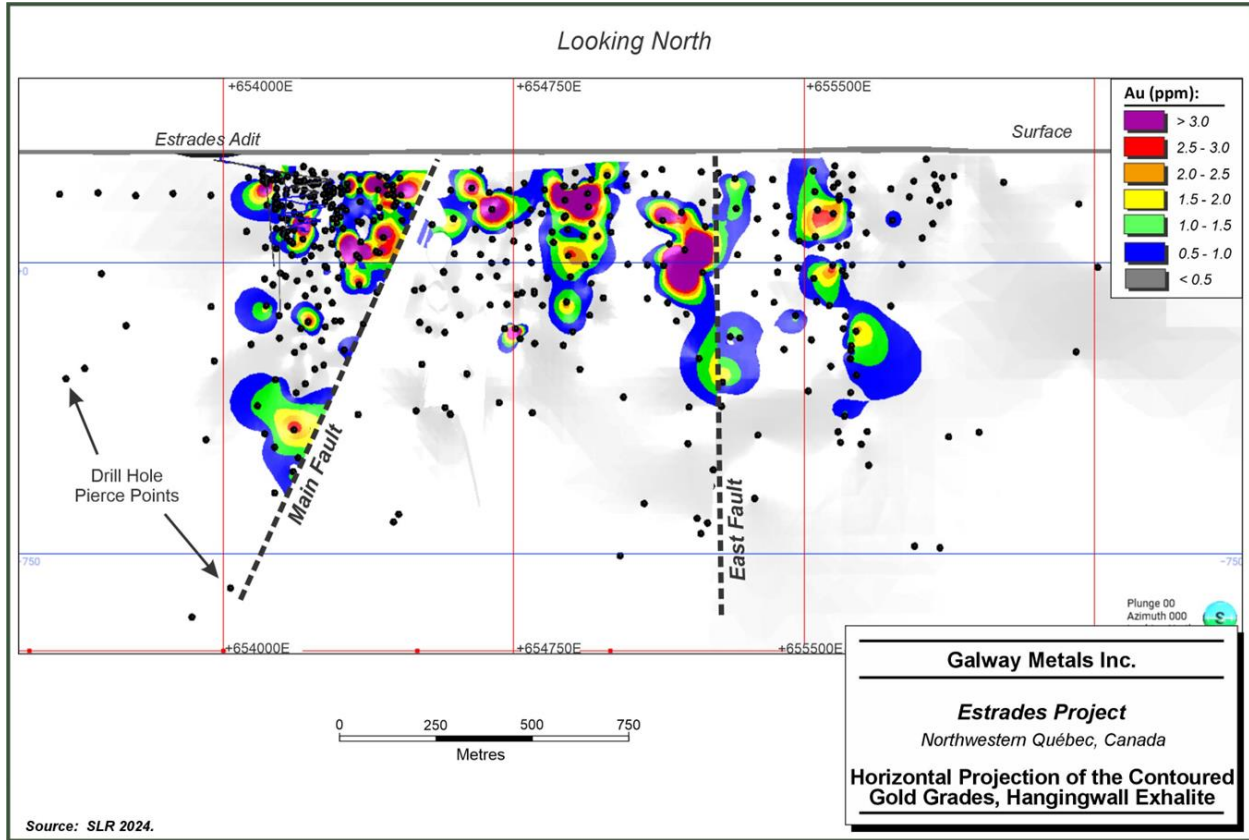 Looking North
+654000E
+654750E
+655500E
Au (ppm):
> 3.0
2.5 - 3.0
2.0 - 2.5
1.5 - 2.0
1.0 - 1.5
0.5 - 1.0
< 0.5
Estrades Adit
Surface
0
Drill Hole
Pierce Points
Main Fault
East Fault
-750
-750
Plunge 00
Azimuth 000
+654000E
+654750E
+655500E
0
250
500
750
Metres
Galway Metals Inc.
Estrades Project
Northwestern Québec, Canada
Horizontal Projection of the Contoured
Gold Grades, Hangingwall Exhalite
Source: SLR 2024.